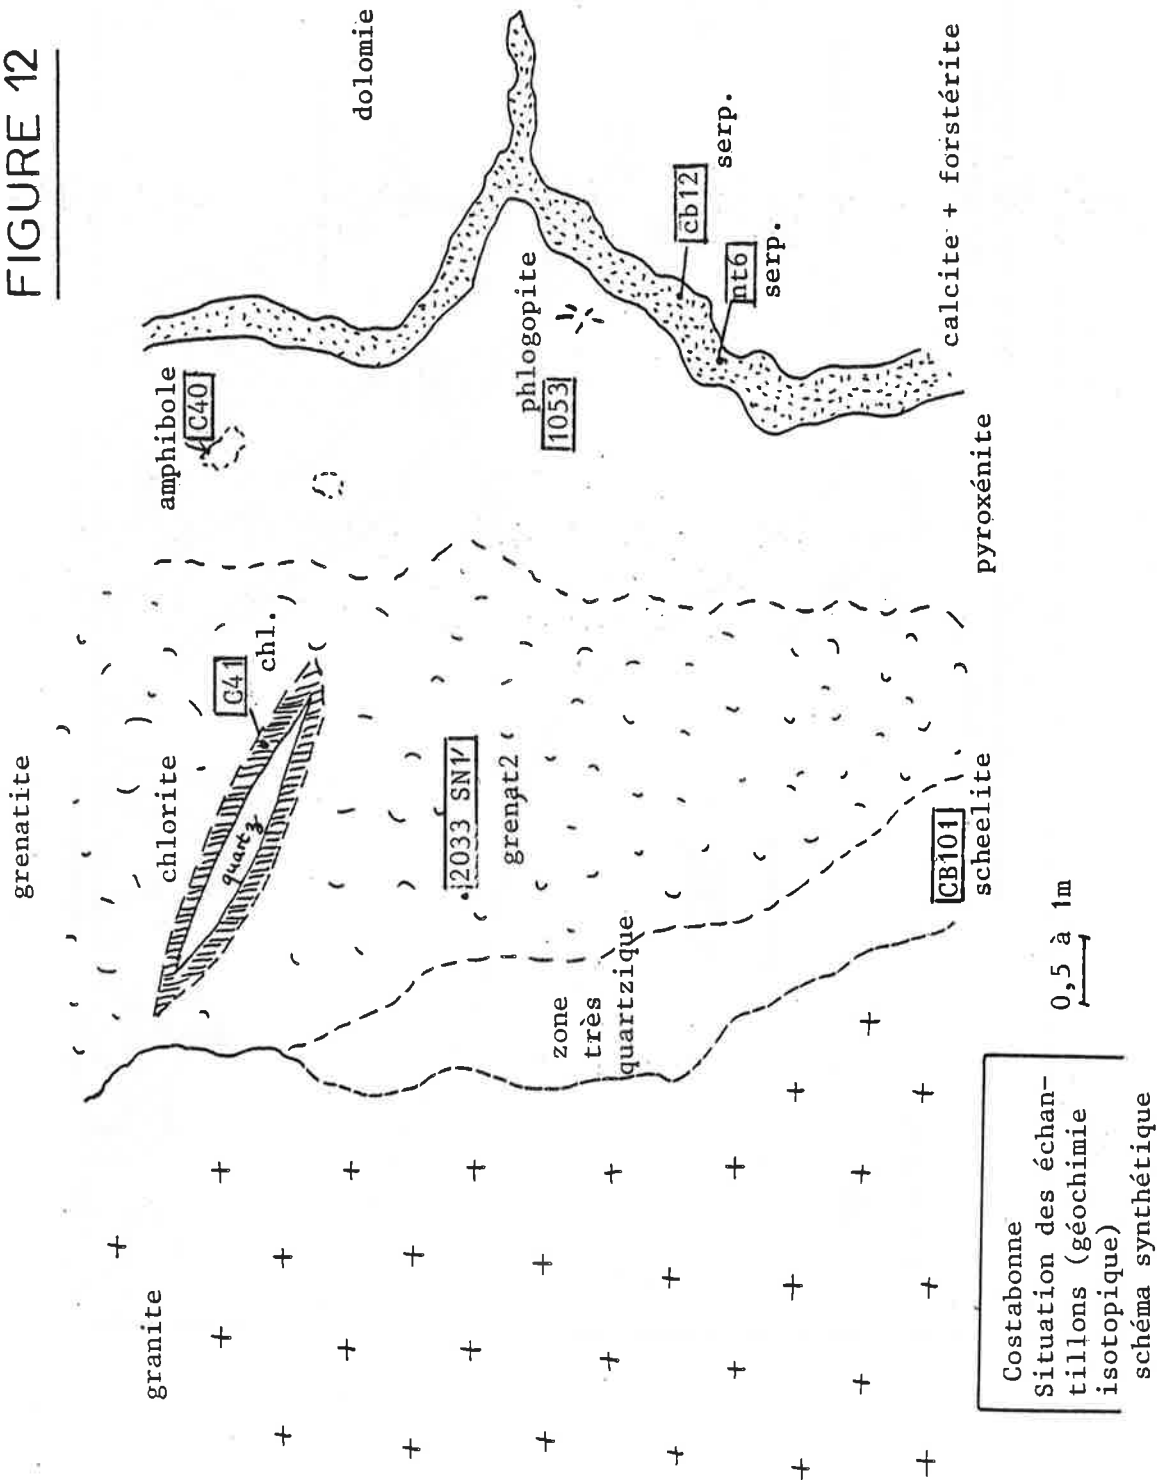 FIGURE 12
grenatite
dolomie
granite
amphibole
C40
chlorite
C41
chl.
quartz
phlogopite
1053
2033 SN1
grenat2
cb12
serp.
nt6
serp.
zone
très
quartzique
CB101
scheelite
pyroxénite
calcite + forstérite
0,5 à 1m
Costabonne
Situation des échan-
tillons (géochimie
isotopique)
schéma synthétique